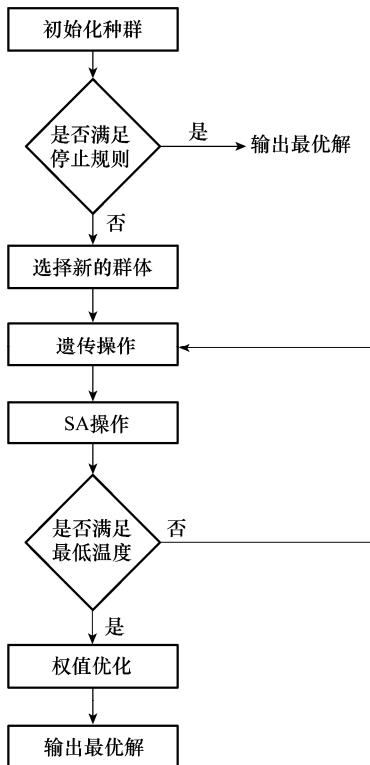 初始化种群
是否满足
停止规则
是
输出最优解
否
选择新的群体
遗传操作
SA操作
是否满足
最低温度
否
是
权值优化
输出最优解